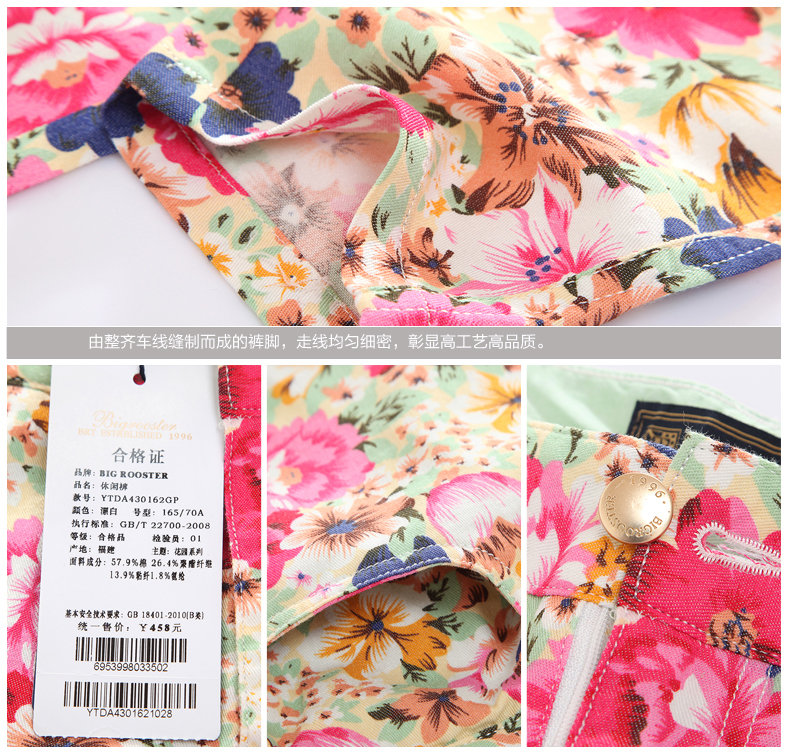 由整齐车线缝制而成的裤脚，走线均匀细密，彰显高工艺高品质。
Bigrooster
BKT ESTABLISHED 1996
合格证
品牌: BIG ROOSTER
品名: 休闲裤
款号: YTDA430162GP
颜色: 漂白 号型: 165/70A
执行标准: GB/T 22700-2008
等级: 合格品 检验员: 01
产地: 福建 主题: 花园系列
面料成分: 57.9%棉 26.4%聚酯纤维
13.9%粘纤1.8%氨纶
基本安全技术要求: GB 18401-2010(B类)
统一售价: ￥458元
6953998033502
YTDA4301621028
1996. BIGROOSTER